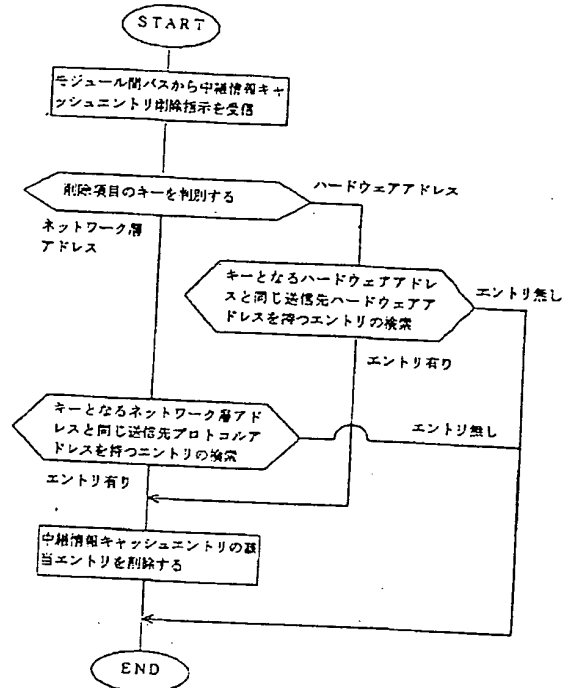 START
モジュール間バスから中継情報キャ
ッシュエントリ削除指示を受信
削除項目のキーを判別する
ハードウェアアドレス
ネットワーク層
アドレス
キーとなるハードウェアアドレ
スと同じ送信先ハードウェアア
ドレスを持つエントリの検索
エントリ無し
エントリ有り
キーとなるネットワーク層アド
レスと同じ送信先プロトコルア
ドレスを持つエントリの検索
エントリ無し
エントリ有り
中継情報キャッシュエントリの該
当エントリを削除する
END